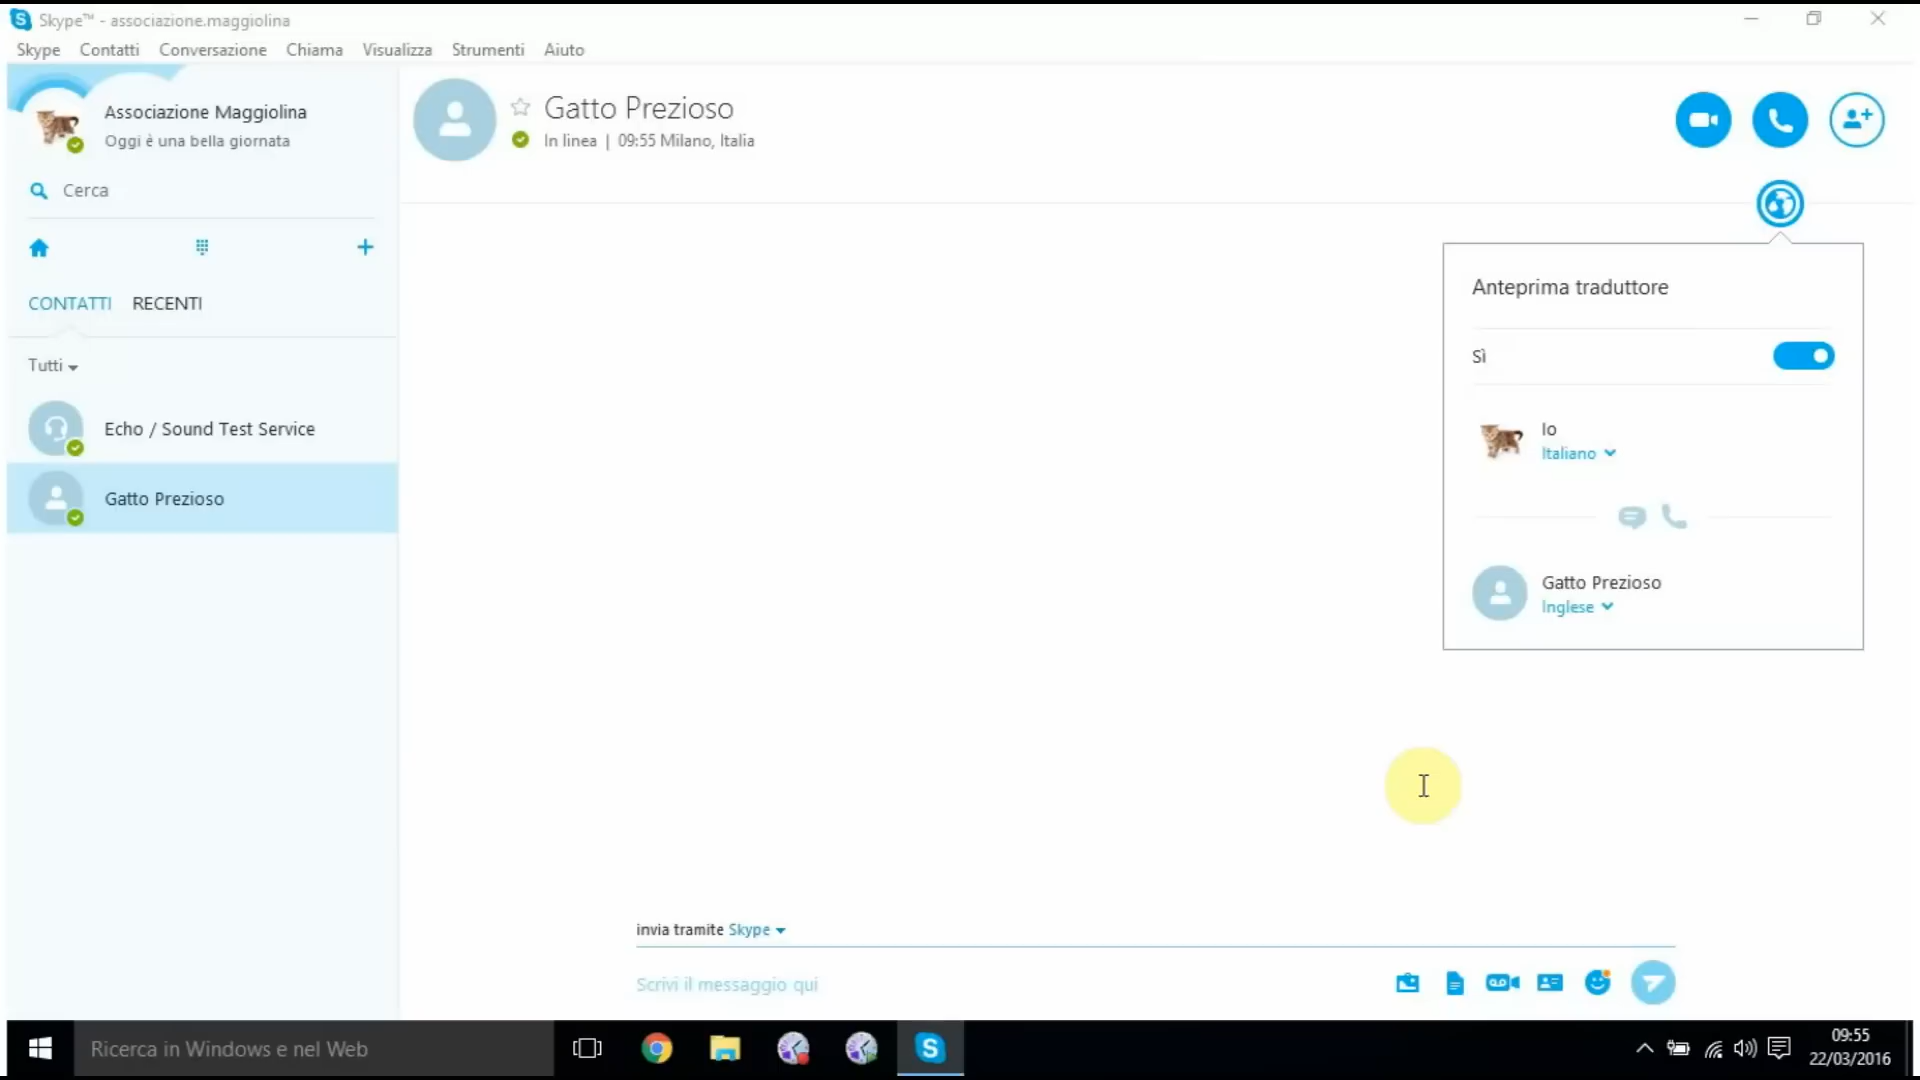 Skype™ - associazione.maggiolina
Skype Contatti Conversazione Chiama Visualizza Strumenti Aiuto
Associazione Maggiolina
Oggi è una bella giornata
Cerca
CONTATTI RECENTI
Tutti
Echo / Sound Test Service
Gatto Prezioso
Gatto Prezioso
In linea | 09:55 Milano, Italia
Anteprima traduttore
Sì
Io
Italiano
Gatto Prezioso
Inglese
invia tramite Skype
Scrivi il messaggio qui
Ricerca in Windows e nel Web
09:55
22/03/2016